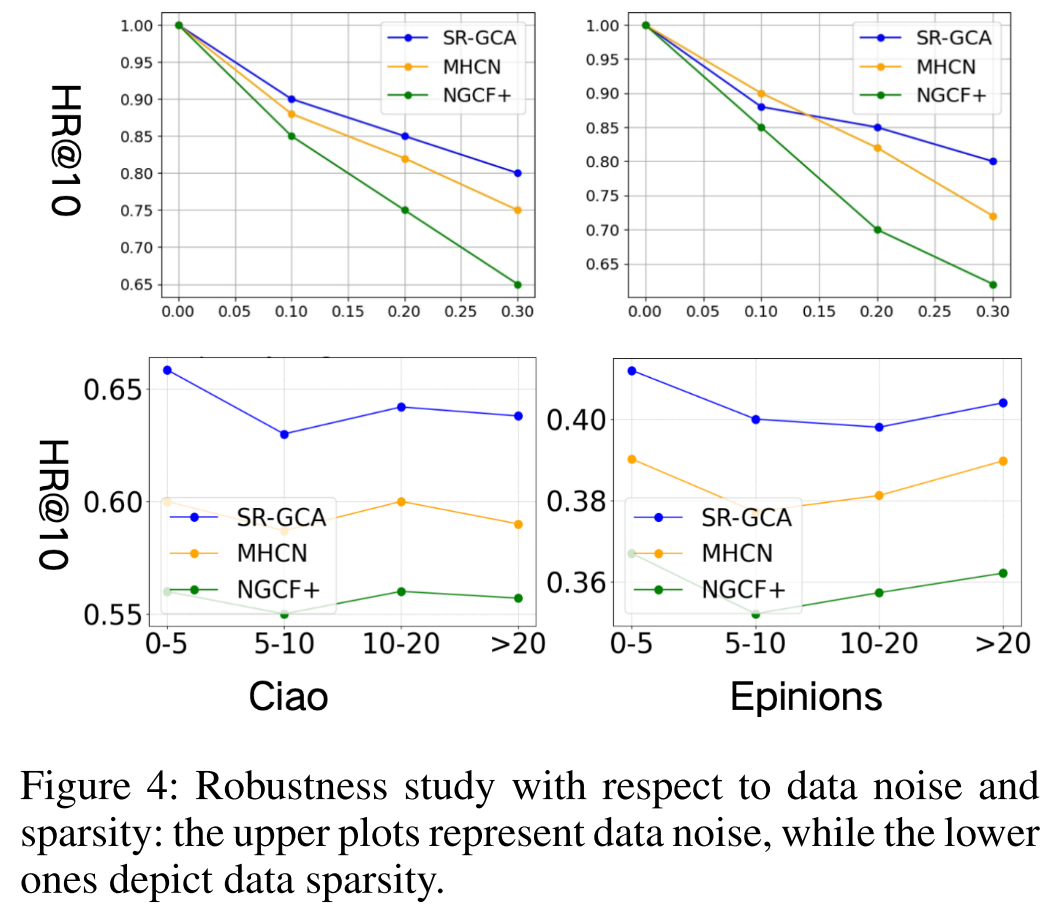 HR@10
1.00
0.95
0.90
0.85
0.80
0.75
0.70
0.65
0.00 0.05 0.10 0.15 0.20 0.25 0.30
SR-GCA
MHCN
NGCF+
1.00
0.95
0.90
0.85
0.80
0.75
0.70
0.65
0.00 0.05 0.10 0.15 0.20 0.25 0.30
SR-GCA
MHCN
NGCF+
HR@10
0.65
0.60
0.55
0-5 5-10 10-20 >20
SR-GCA
MHCN
NGCF+
Ciao
0.40
0.38
0.36
0-5 5-10 10-20 >20
SR-GCA
MHCN
NGCF+
Epinions
Figure 4: Robustness study with respect to data noise and
sparsity: the upper plots represent data noise, while the lower
ones depict data sparsity.